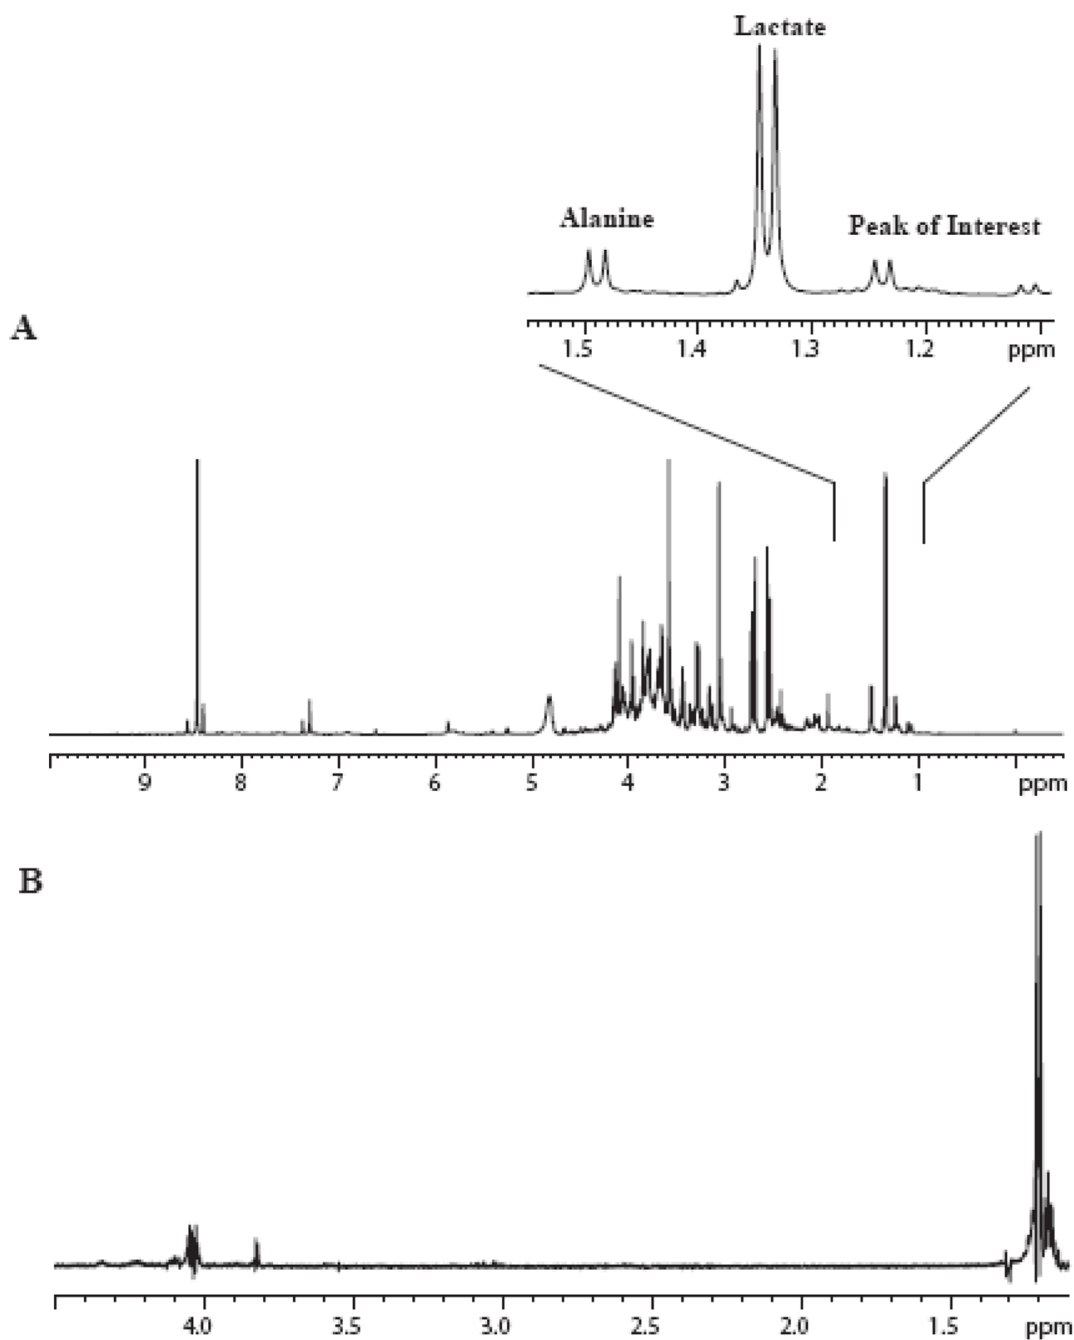 Lactate
Alanine
Peak of Interest
A
1.5 1.4 1.3 1.2 ppm
9 8 7 6 5 4 3 2 1 ppm
B
4.0 3.5 3.0 2.5 2.0 1.5 ppm